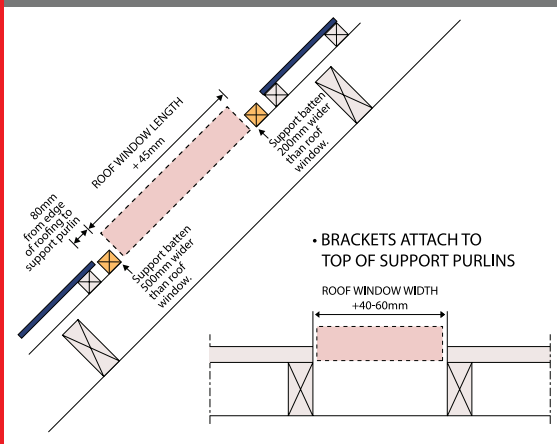 ROOF WINDOW LENGTH
+ 45mm
Support batten
200mm wider
than roof
window.
80mm
from edge
of roofing to
support purlin
Support batten
500mm wider
than roof
window.
• BRACKETS ATTACH TO
TOP OF SUPPORT PURLINS
ROOF WINDOW WIDTH
+40-60mm